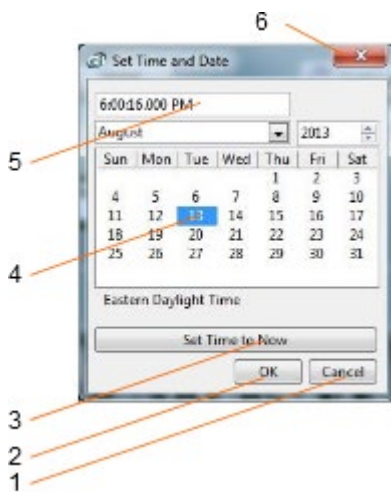 6
Set Time and Date
6:00:16.000 PM
August 2013
5
Sun Mon Tue Wed Thu Fri Sat
1 2 3
4 5 6 7 8 9 10
11 12 13 14 15 16 17
4
18 19 20 21 22 23 24
25 26 27 28 29 30 31
Eastern Daylight Time
Set Time to Now
3
OK Cancel
2
1